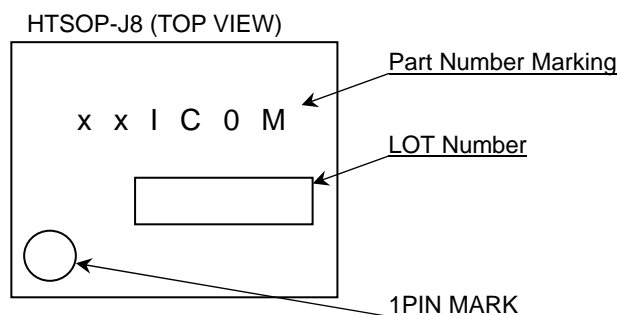 HTSOP-J8 (TOP VIEW)
Part Number Marking
x x I C 0 M
LOT Number
1PIN MARK